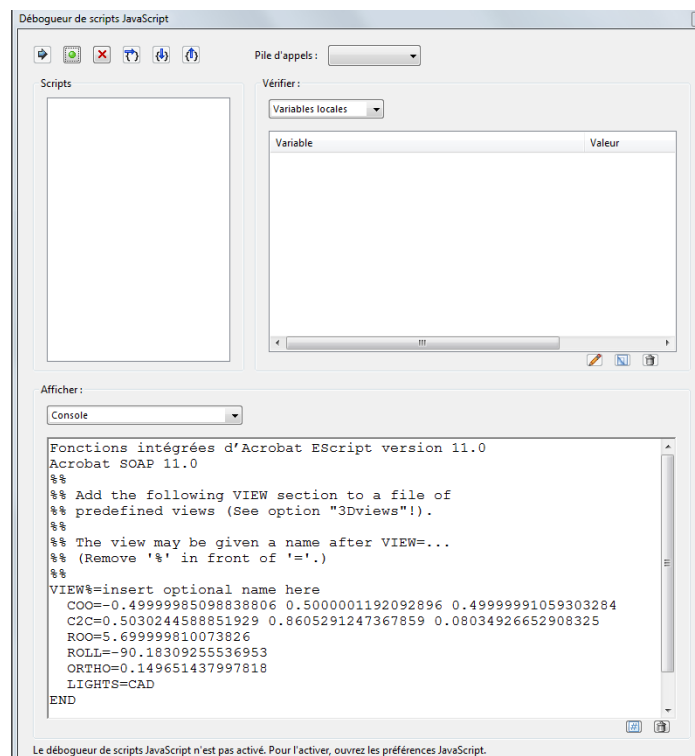 Débogueur de scripts JavaScript
Pile d'appels :
Scripts
Vérifier :
Variables locales
Variable Valeur
Afficher :
Console
Fonctions intégrées d’Acrobat EScript version 11.0
Acrobat SOAP 11.0
%%
%% Add the following VIEW section to a file of
%% predefined views (See option "3Dviews"!).
%%
%% The view may be given a name after VIEW=...
%% (Remove '%' in front of '='.)
%%
VIEW%=insert optional name here
COO=-0.49999985098838806 0.5000001192092896 0.49999991059303284
C2C=0.5030244588851929 0.8605291247367859 0.08034926652908325
ROO=5.699999810073826
ROLL=-90.18309255536953
ORTHO=0.149651437997818
LIGHTS=CAD
END
Le débogueur de scripts JavaScript n'est pas activé. Pour l'activer, ouvrez les préférences JavaScript.